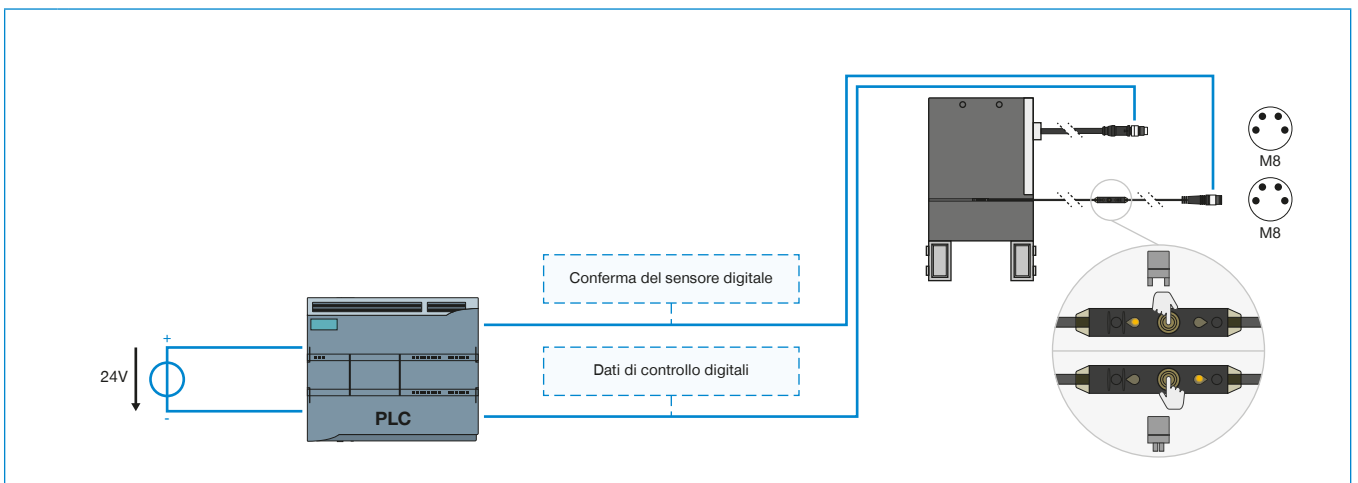 M8
M8
Conferma del sensore digitale
Dati di controllo digitali
+
24V
-
PLC